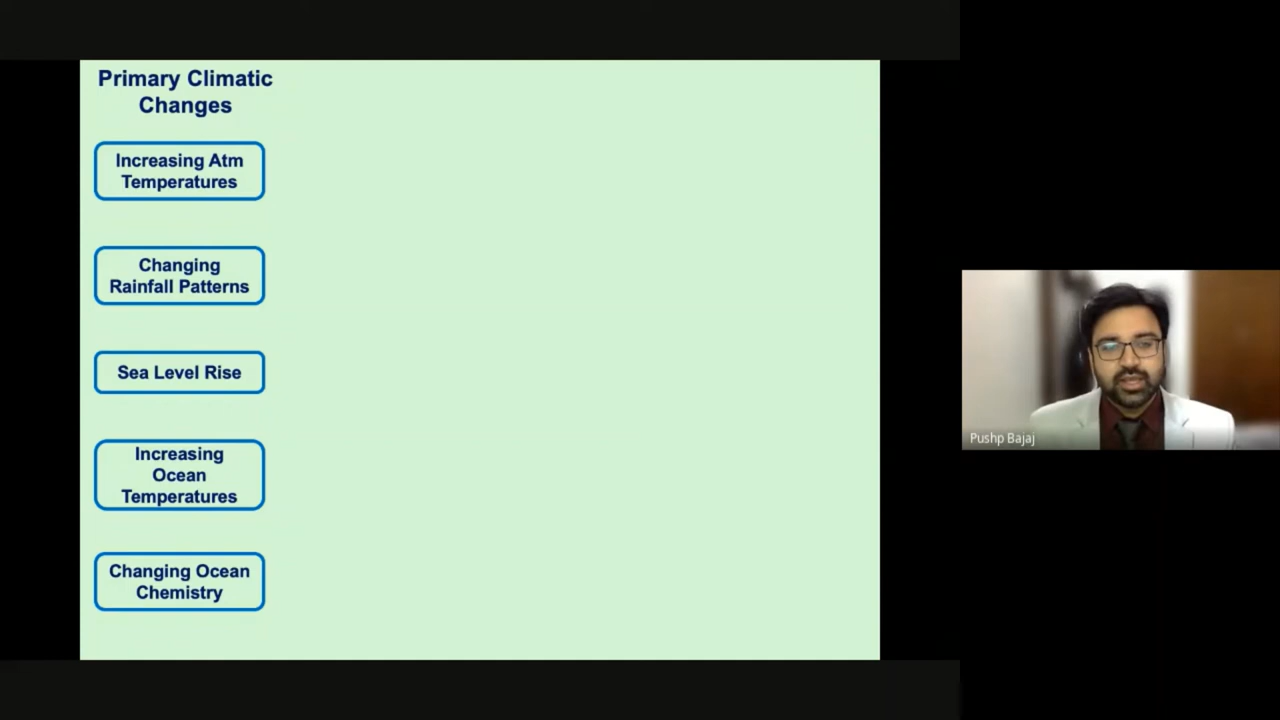 Primary Climatic
Changes
Increasing Atm
Temperatures
Changing
Rainfall Patterns
Sea Level Rise
Increasing
Ocean
Temperatures
Changing Ocean
Chemistry
Pushp Bajaj